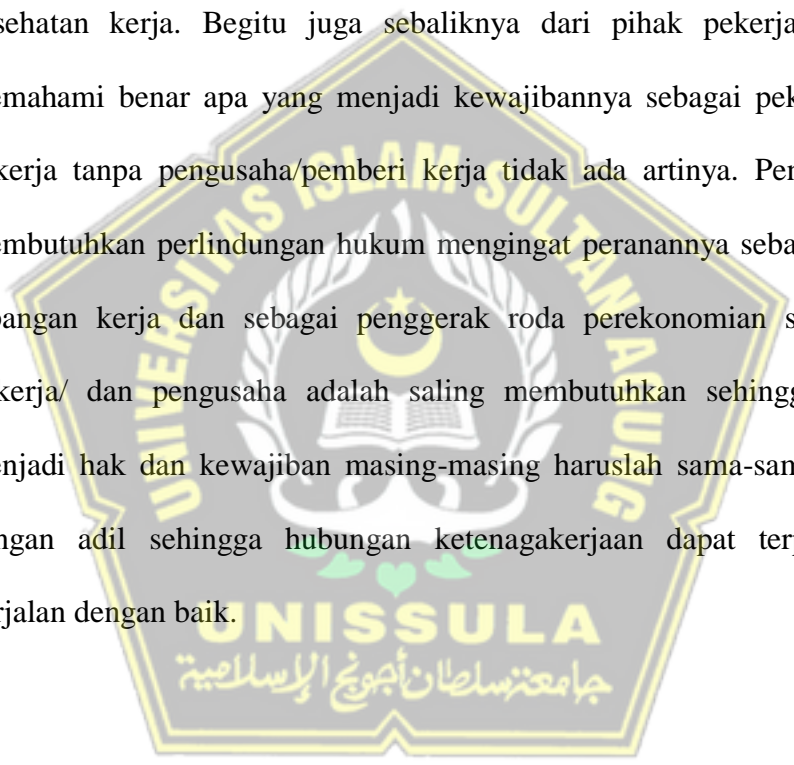 sehatan kerja. Begitu juga sebaliknya dari pihak pekerja
emahami benar apa yang menjadi kewajibannya sebagai pek
kerja tanpa pengusaha/pemberi kerja tidak ada artinya. Pen
embutuhkan perlindungan hukum mengingat peranannya seba
pangan kerja dan sebagai penggerak roda perekonomian s
kerja/ dan pengusaha adalah saling membutuhkan sehingg
enjadi hak dan kewajiban masing-masing haruslah sama-sam
ngan adil sehingga hubungan ketenagakerjaan dapat terp
rjalan dengan baik.
UNIVERSITAS ISLAM SULTAN AGUNG
UNISSULA
جامعة سلطان أجونج الإسلامية